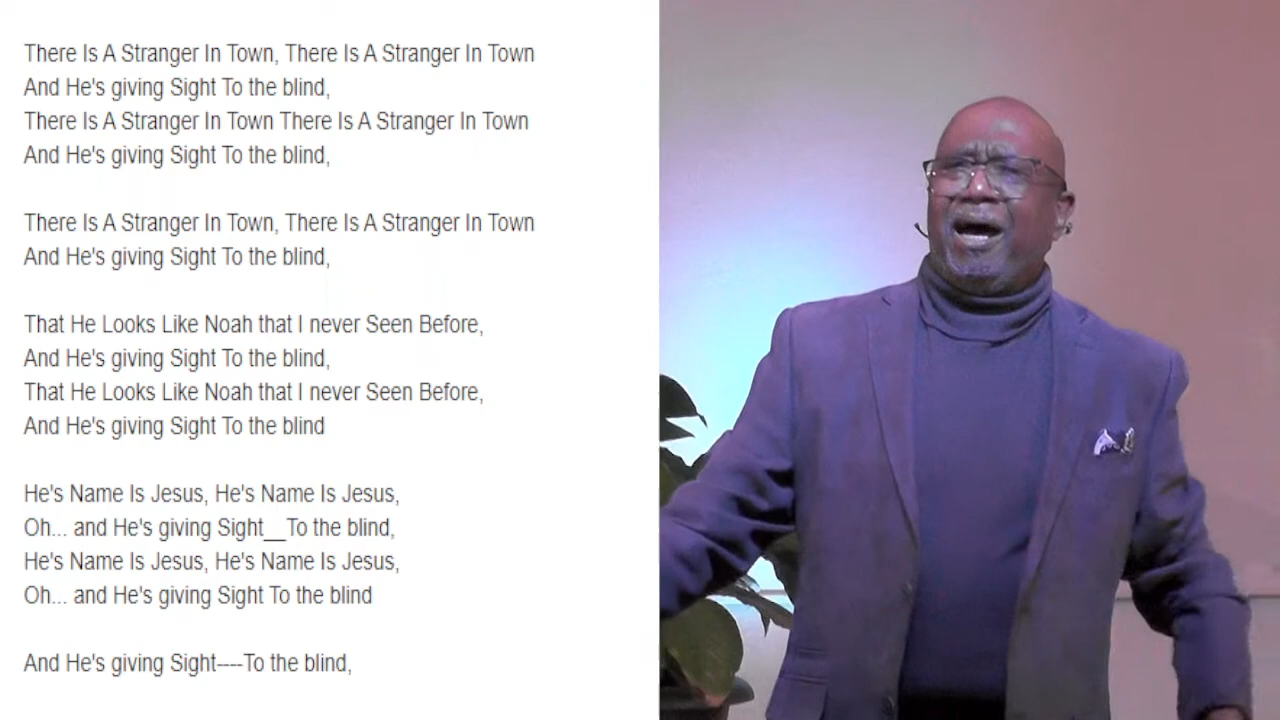 There Is A Stranger In Town, There Is A Stranger In Town
And He's giving Sight To the blind,
There Is A Stranger In Town There Is A Stranger In Town
And He's giving Sight To the blind,
There Is A Stranger In Town, There Is A Stranger In Town
And He's giving Sight To the blind,
That He Looks Like Noah that I never Seen Before,
And He's giving Sight To the blind,
That He Looks Like Noah that I never Seen Before,
And He's giving Sight To the blind
He's Name Is Jesus, He's Name Is Jesus,
Oh... and He's giving Sight__To the blind,
He's Name Is Jesus, He's Name Is Jesus,
Oh... and He's giving Sight To the blind
And He's giving Sight----To the blind,